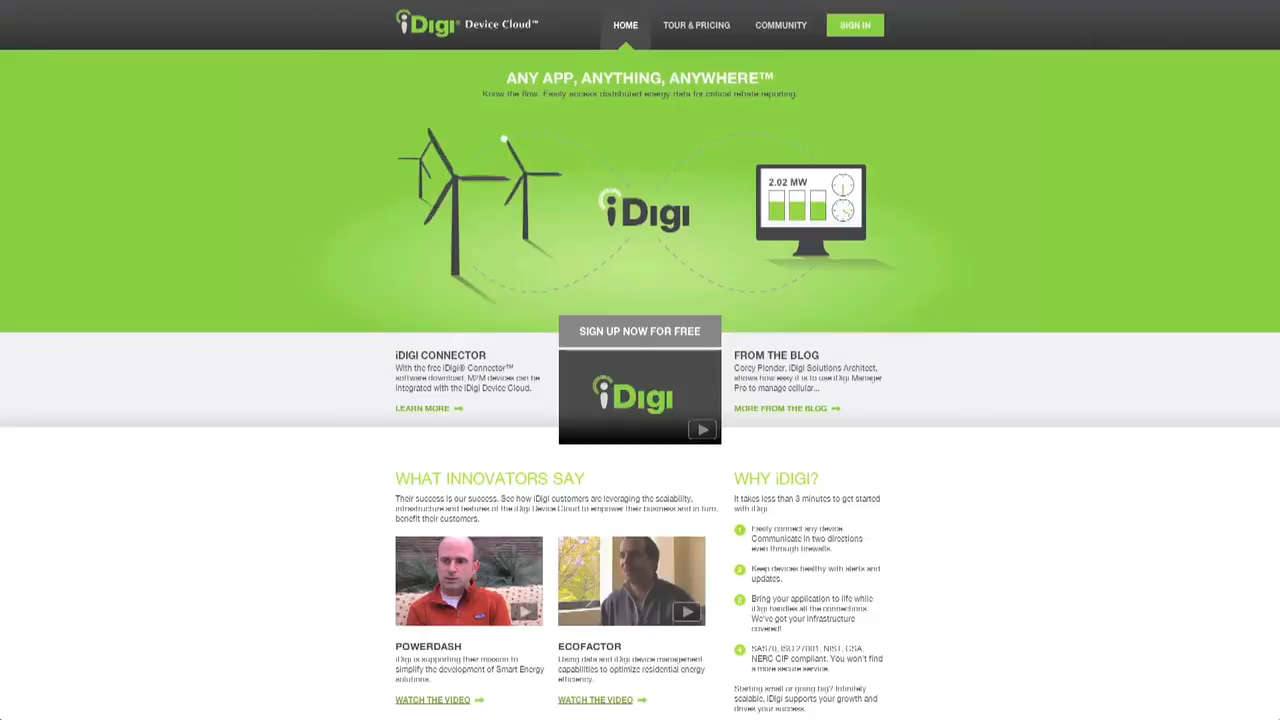 iDigi® Device Cloud™
HOME
TOUR & PRICING
COMMUNITY
SIGN IN
ANY APP, ANYTHING, ANYWHERE™
Know the flow. Easily access distributed energy data for critical rebate reporting.
iDigi
2.02 MW
SIGN UP NOW FOR FREE
iDIGI CONNECTOR
With the free iDigi® Connector™
software download, M2M devices can be
integrated with the iDigi Device Cloud.
LEARN MORE
iDigi
FROM THE BLOG
Corey Plender, iDigi Solutions Architect,
shows how easy it is to use iDigi Manager
Pro to manage cellular...
MORE FROM THE BLOG
WHAT INNOVATORS SAY
Their success is our success. See how iDigi customers are leveraging the scalability,
infrastructure and features of the iDigi Device Cloud to empower their business and in turn,
benefit their customers.
POWERDASH
iDigi is supporting their mission to
simplify the development of Smart Energy
solutions.
WATCH THE VIDEO
ECOFACTOR
Using data and iDigi device management
capabilities to optimize residential energy
efficiency.
WATCH THE VIDEO
WHY iDIGI?
It takes less than 3 minutes to get started
with iDigi.
1 Easily connect any device.
Communicate in two directions
even through firewalls.
2 Keep devices healthy with alerts and
updates.
3 Bring your application to life while
iDigi handles all the connections.
We've got your infrastructure
covered!
4 SAS70, ISO 27001, NIST, CSA,
NERC CIP compliant. You won't find
a more secure service.
Starting small or going big? Infinitely
scalable, iDigi supports your growth and
drives your success.